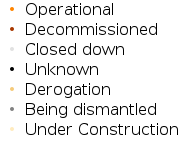 Operational
Decommissioned
Closed down
Unknown
Derogation
Being dismantled
Under Construction